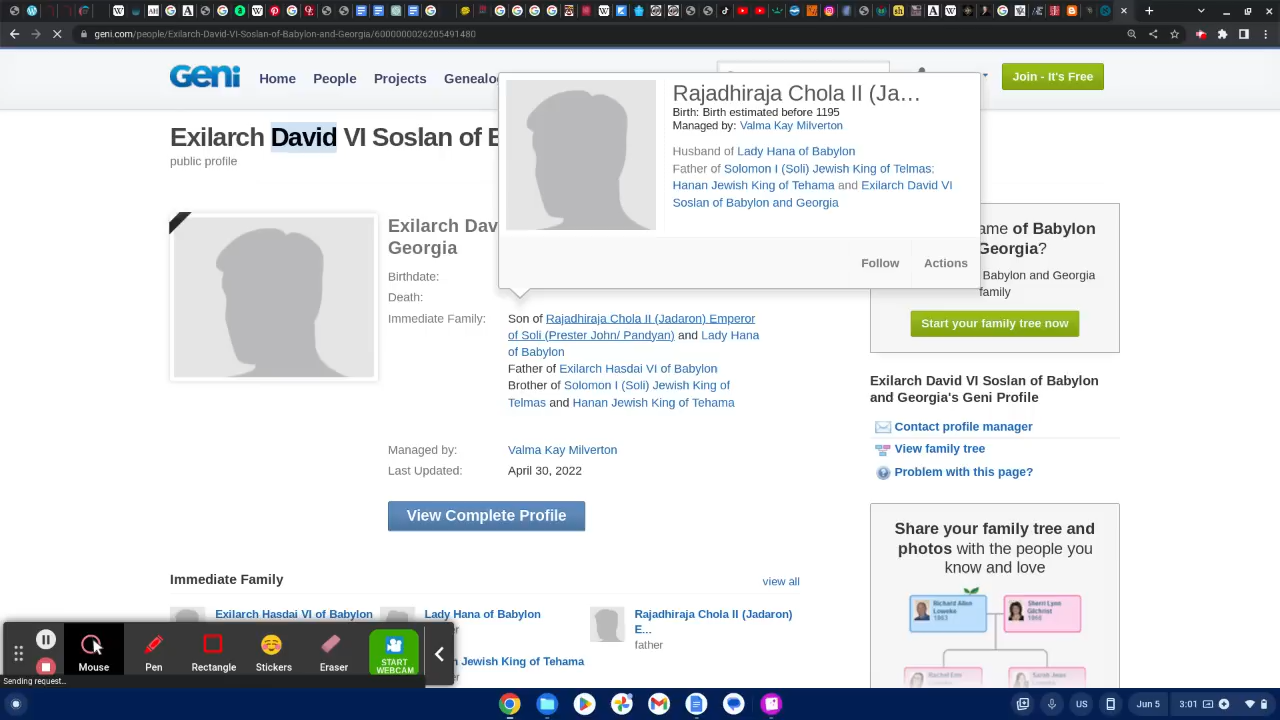 geni.com/people/Exilarch-David-VI-Soslan-of-Babylon-and-Georgia/6000000026205491480
Geni Home People Projects Genealo
Join - It's Free
Exilarch David VI Soslan of B
public profile
Rajadhiraja Chola II (Ja…
Birth: Birth estimated before 1195
Managed by: Valma Kay Milverton
Husband of Lady Hana of Babylon
Father of Solomon I (Soli) Jewish King of Telmas;
Hanan Jewish King of Tehama and Exilarch David VI
Soslan of Babylon and Georgia
Follow Actions
Exilarch Dav
Georgia
Birthdate:
Death:
Immediate Family:
Son of Rajadhiraja Chola II (Jadaron) Emperor
of Soli (Prester John/ Pandyan) and Lady Hana
of Babylon
Father of Exilarch Hasdai VI of Babylon
Brother of Solomon I (Soli) Jewish King of
Telmas and Hanan Jewish King of Tehama
Managed by: Valma Kay Milverton
Last Updated: April 30, 2022
View Complete Profile
Immediate Family
view all
Exilarch Hasdai VI of Babylon
Lady Hana of Babylon
Rajadhiraja Chola II (Jadaron)
E...
father
Jewish King of Tehama
ame of Babylon
Georgia?
Babylon and Georgia
family
Start your family tree now
Exilarch David VI Soslan of Babylon
and Georgia's Geni Profile
Contact profile manager
View family tree
Problem with this page?
Share your family tree and
photos with the people you
know and love
Richard Allen
Loweke
1863
Sherri Lynn
Gilchrist
Mouse Pen Rectangle Stickers Eraser
START
WEBCAM
Sending request...
US Jun 5 3:01